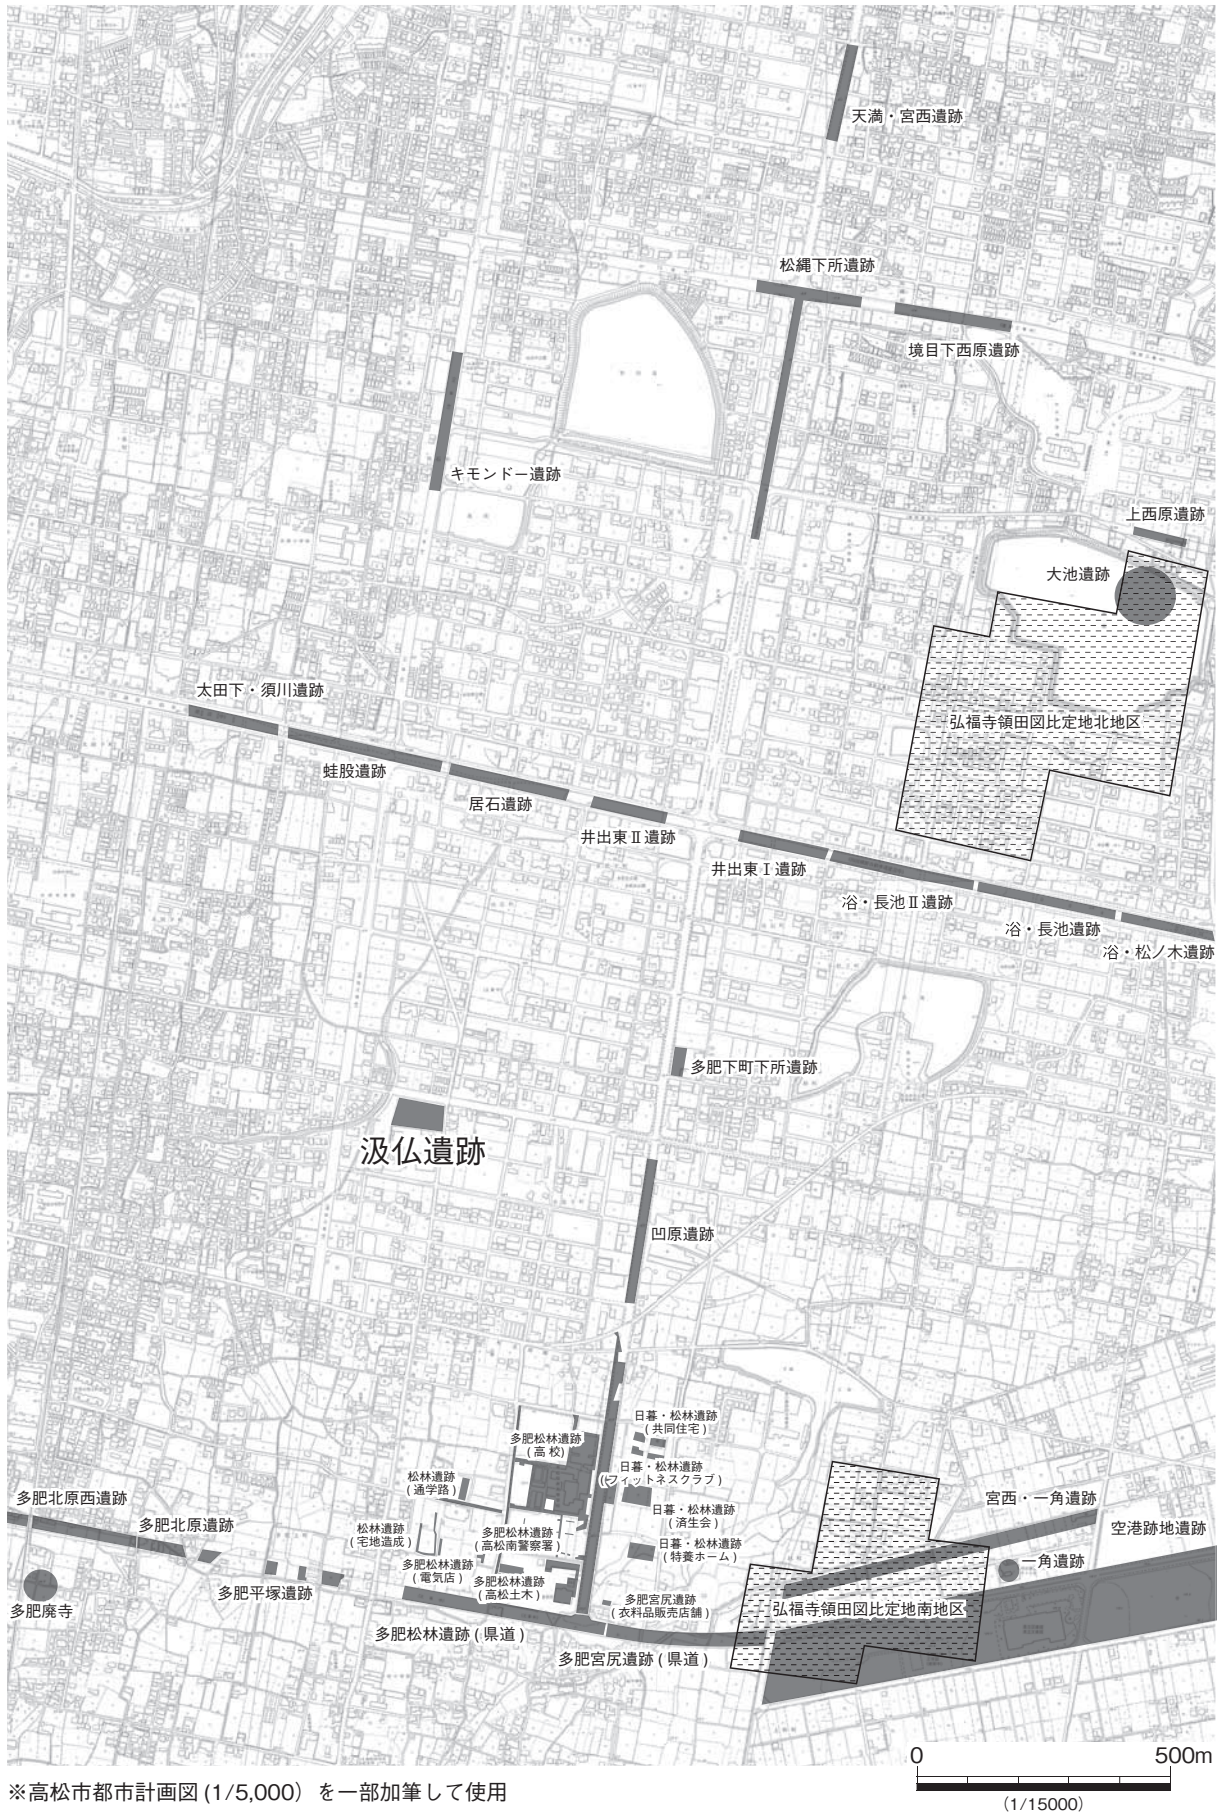 天満・宮西遺跡
松縄下所遺跡
境目下西原遺跡
キモンドー遺跡
上西原遺跡
大池遺跡
太田下・須川遺跡
弘福寺領田図比定地北地区
蛙股遺跡
居石遺跡
井出東Ⅱ遺跡
井出東Ⅰ遺跡
浴・長池Ⅱ遺跡
浴・長池遺跡
浴・松ノ木遺跡
多肥下町下所遺跡
汲仏遺跡
凹原遺跡
日暮・松林遺跡
(共同住宅)
多肥松林遺跡
(高校)
日暮・松林遺跡
(フィットネスクラブ)
松林遺跡
(通学路)
多肥北原西遺跡
宮西・一角遺跡
日暮・松林遺跡
(済生会)
多肥北原遺跡
松林遺跡
(宅地造成)
多肥松林遺跡
(高松南警察署)
空港跡地遺跡
日暮・松林遺跡
(特養ホーム)
一角遺跡
多肥松林遺跡
(電気店)
多肥平塚遺跡
多肥松林遺跡
(高松土木)
多肥宮尻遺跡
(衣料品販売店舗)
多肥廃寺
弘福寺領田図比定地南地区
多肥松林遺跡(県道)
多肥宮尻遺跡(県道)
0 500m
(1/15000)
※高松市都市計画図(1/5,000)を一部加筆して使用